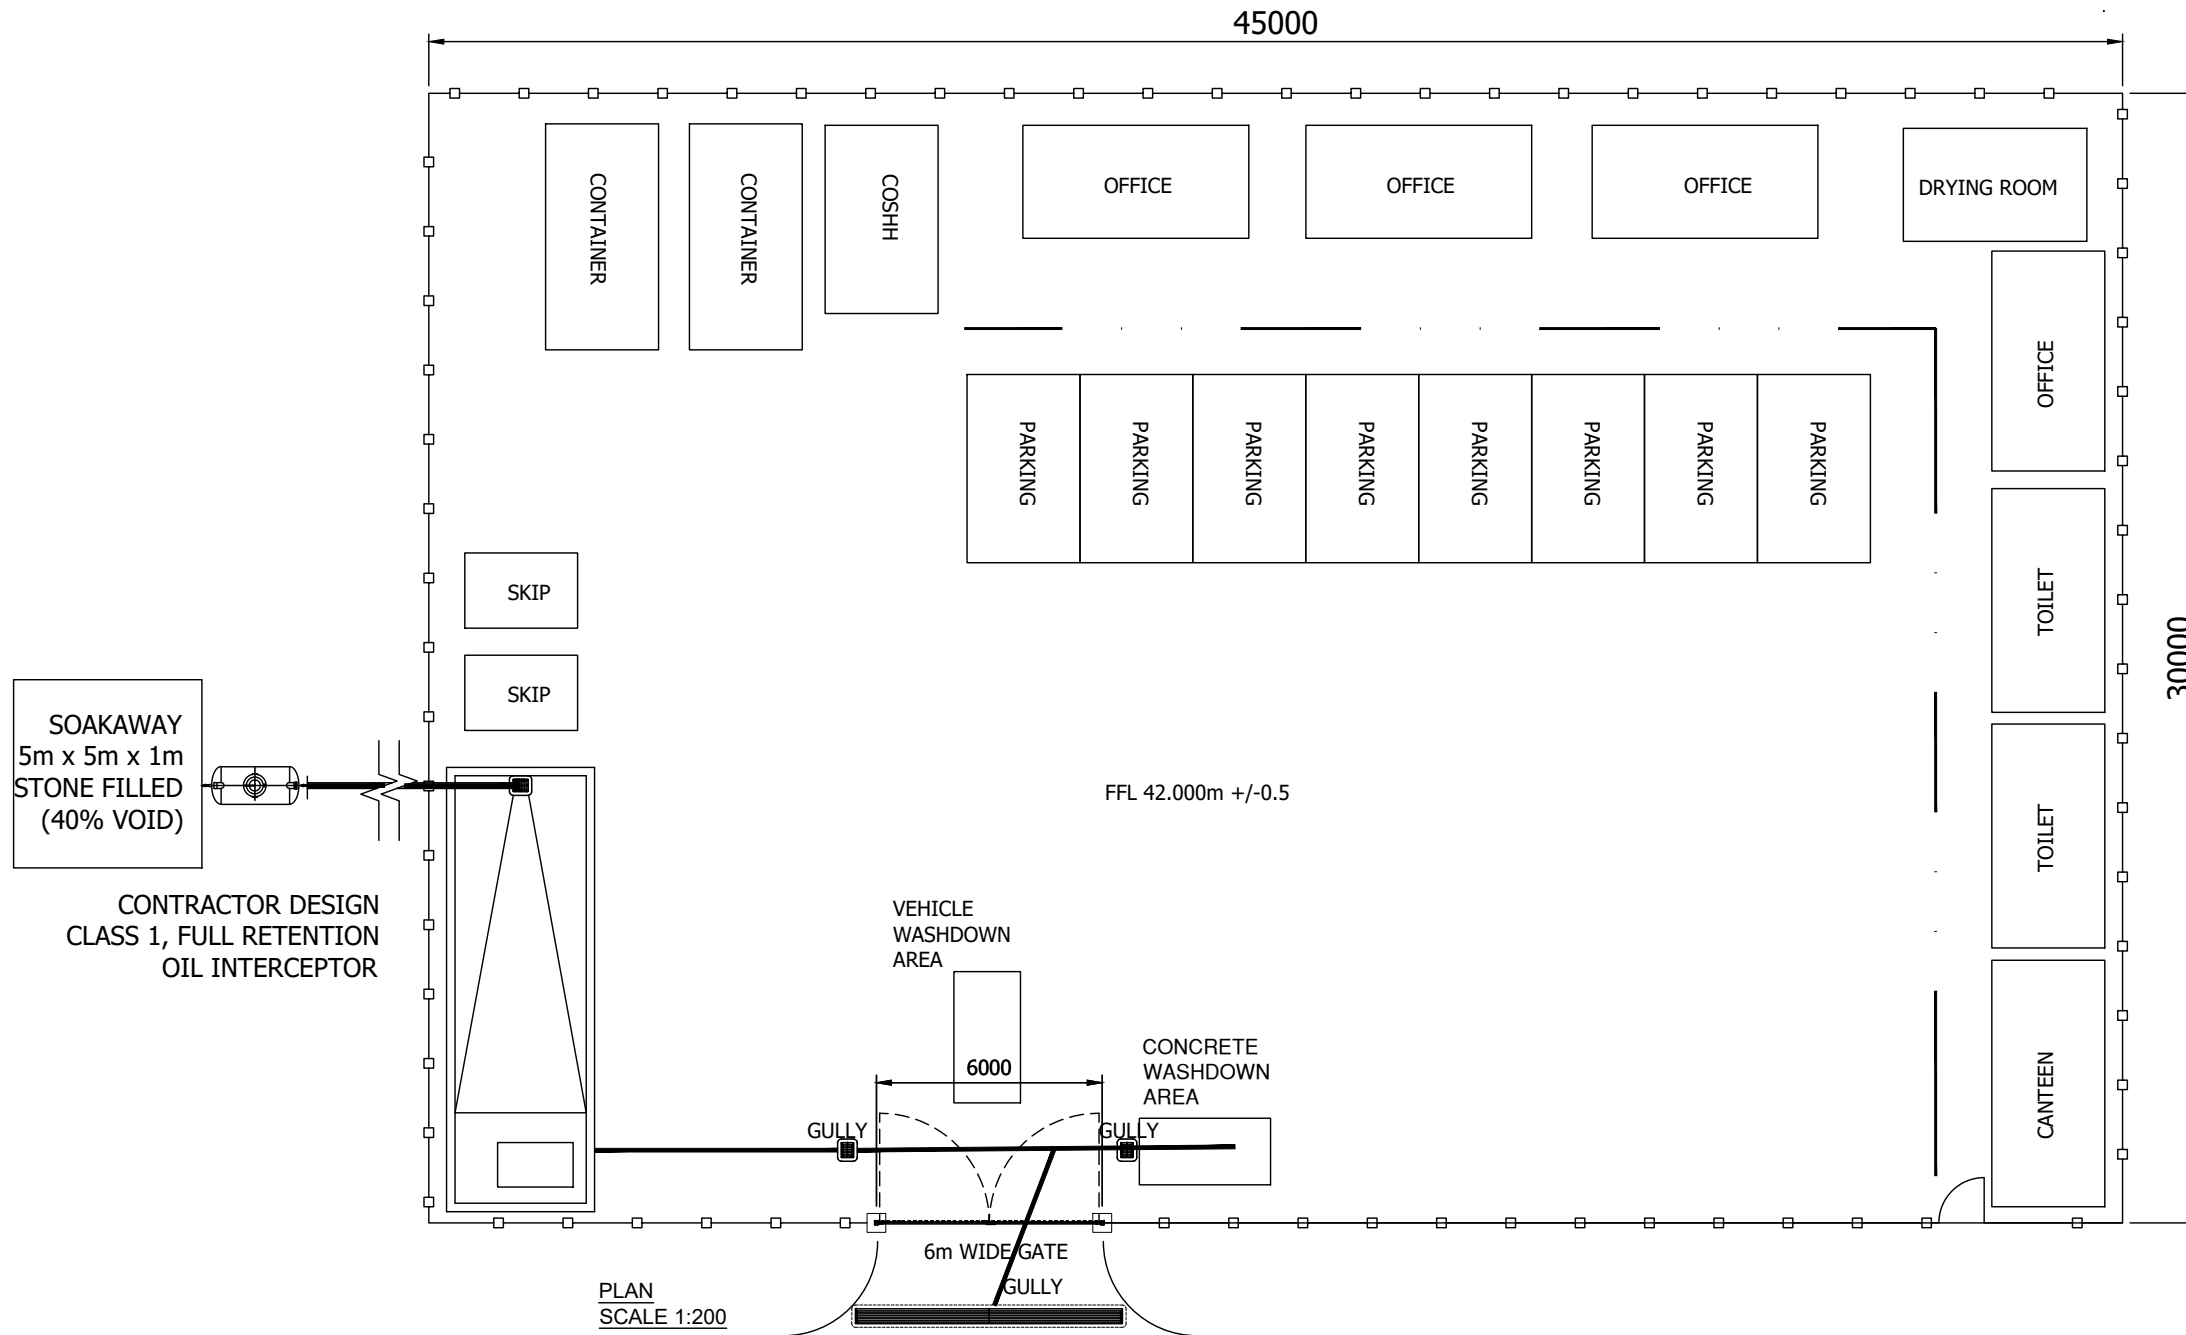 45000
CONTAINER
CONTAINER
COSHH
OFFICE
OFFICE
OFFICE
DRYING ROOM
OFFICE
PARKING
PARKING
PARKING
PARKING
PARKING
PARKING
PARKING
PARKING
SKIP
SKIP
TOILET
30000
SOAKAWAY
5m x 5m x 1m
STONE FILLED
(40% VOID)
FFL 42.000m +/-0.5
TOILET
CONTRACTOR DESIGN
CLASS 1, FULL RETENTION
OIL INTERCEPTOR
VEHICLE
WASHDOWN
AREA
6000
CONCRETE
WASHDOWN
AREA
CANTEEN
GULLY
GULLY
6m WIDE GATE
GULLY
PLAN
SCALE 1:200